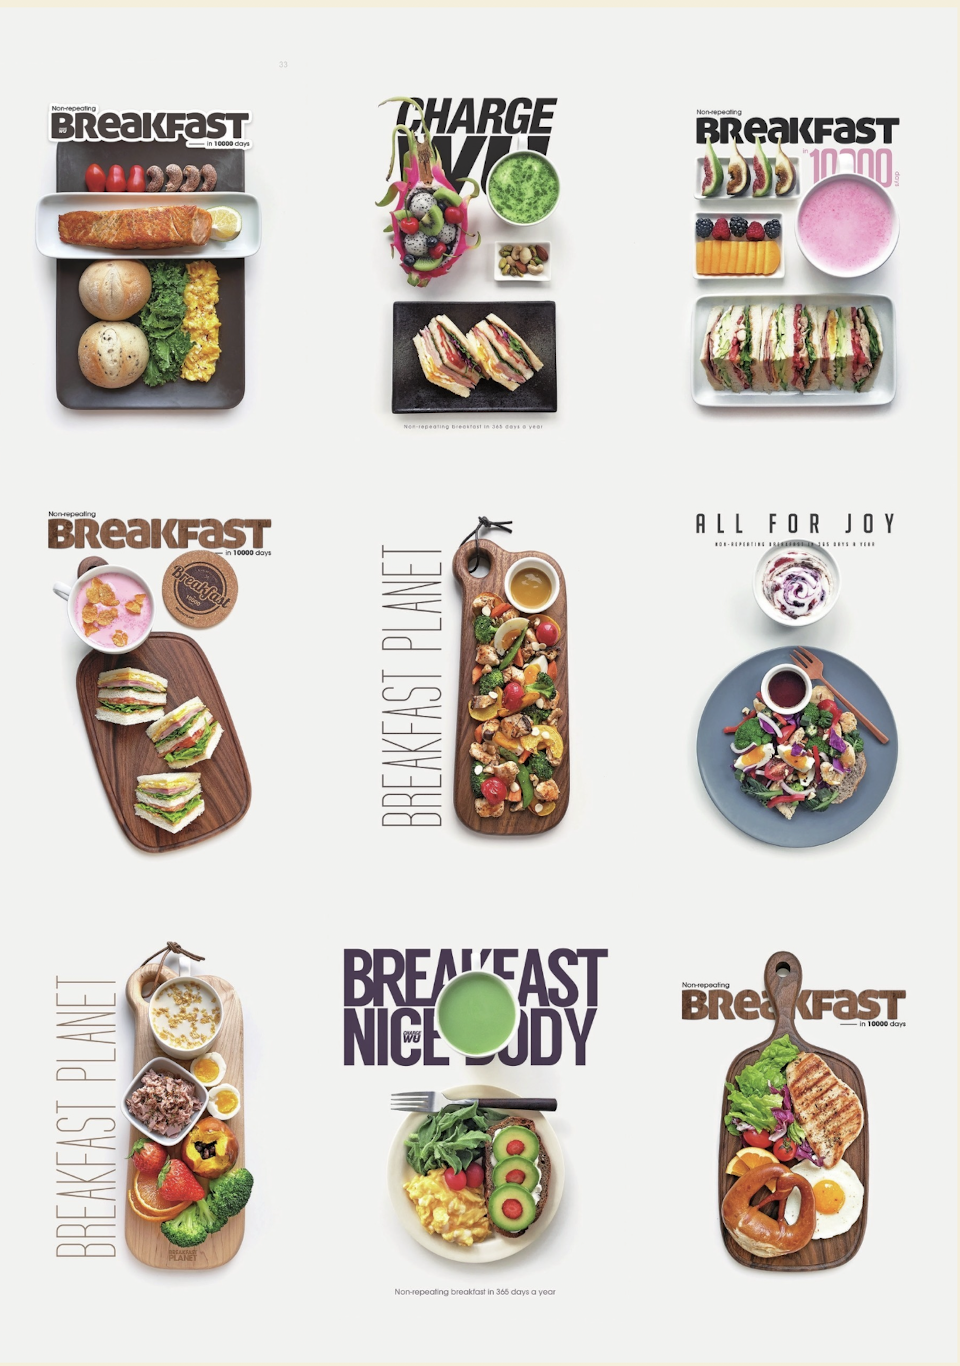 33
Non-repeating
BReaKFaST
in 10000 days
CHARGE
WU
Non-repeating breakfast in 365 days a year
Non-repeating
BReaKFaST
in 10000
days
Non-repeating
BReaKFaST
in 10000 days
Breakfast
BREAKFAST PLANET
ALL FOR JOY
NON-REPEATING BREAKFAST IN 365 DAYS A YEAR
BREAKFAST PLANET
BREAKFAST
PLANET
BREAKFAST
NICE BODY
CHARGE
WU
Non-repeating breakfast in 365 days a year
Non-repeating
BReaKFaST
in 10000 days